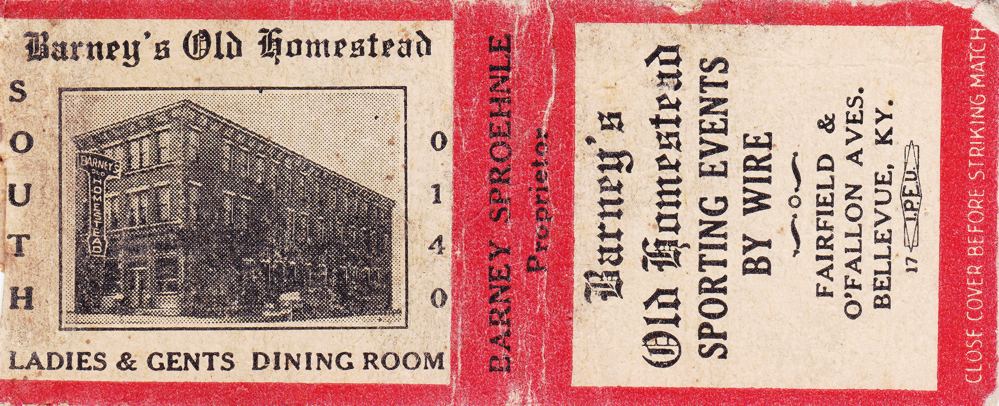 Barney's Old Homestead
SOUTH
0140
BARNEY'S
OLD
HOMESTEAD
LADIES & GENTS DINING ROOM
BARNEY SPROEHNLE
Proprietor
Barney's
Old Homestead
SPORTING EVENTS
BY WIRE
FAIRFIELD &
O'FALLON AVES.
BELLEVUE, KY.
17 I.P.E.U.
CLOSE COVER BEFORE STRIKING MATCH